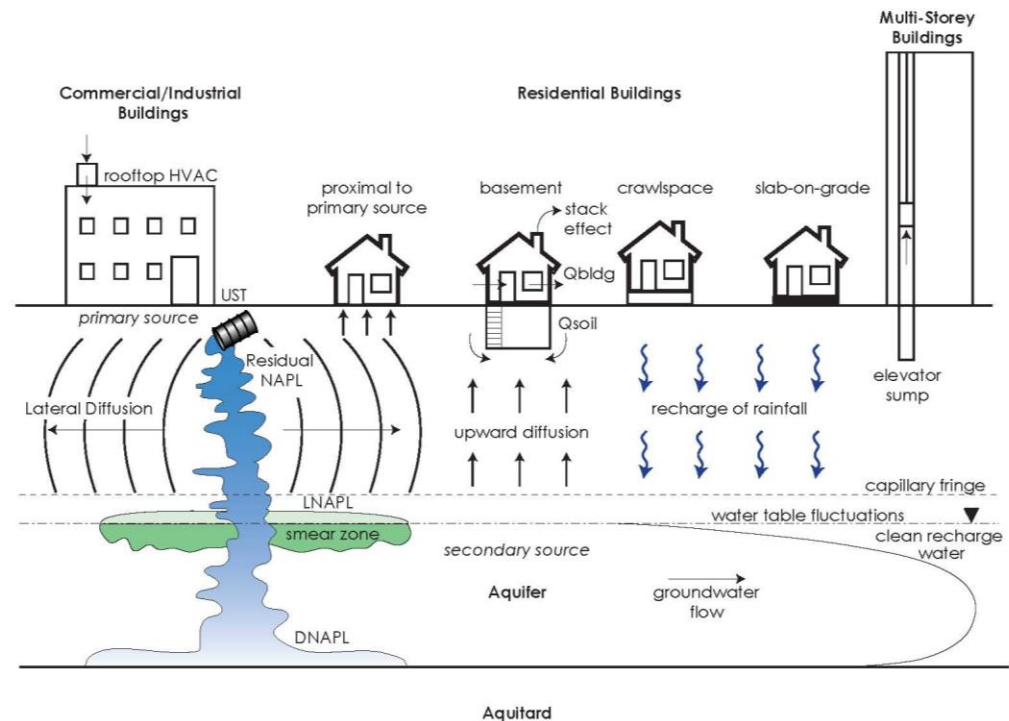 Multi-Storey
Buildings
Commercial/Industrial
Buildings
Residential Buildings
rooftop HVAC
proximal to
primary source
basement
crawlspace
slab-on-grade
stack
effect
Qbldg
UST
primary source
Qsoil
Residual
NAPL
elevator
sump
Lateral Diffusion
upward diffusion
recharge of rainfall
capillary fringe
LNAPL
water table fluctuations
smear zone
secondary source
clean recharge
water
Aquifer
groundwater
flow
DNAPL
Aquitard